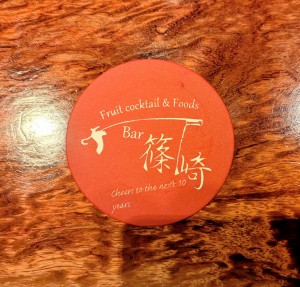 Fruit cocktail & Foods
Bar
篠崎
Cheers to the next 10
years